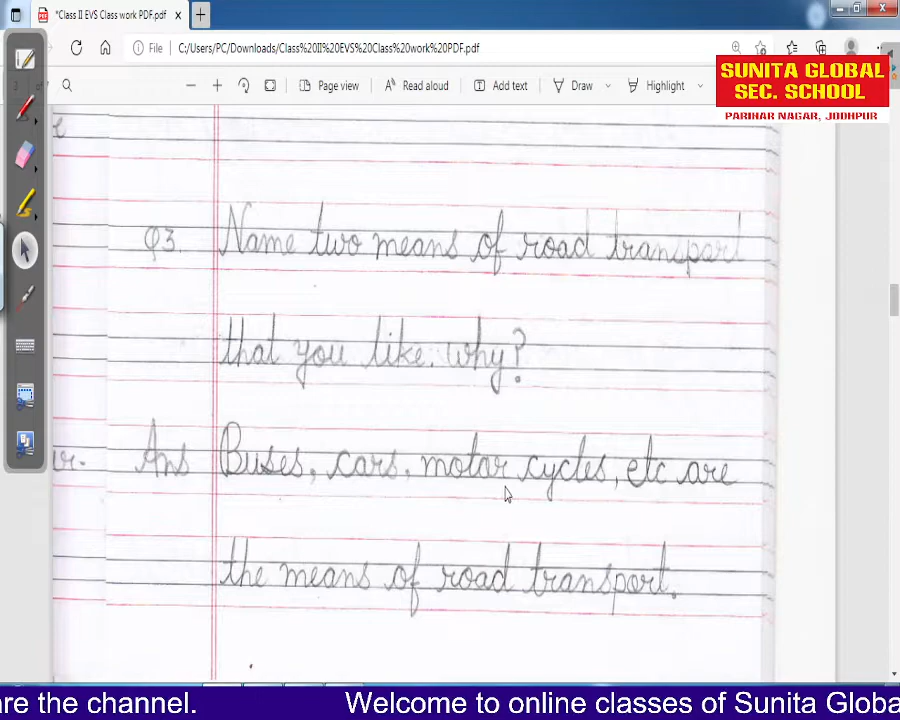 *Class II EVS Class work PDF.pdf
File
C:/Users/PC/Downloads/Class%20II%20EVS%20Class%20work%20PDF.pdf
Page view
Read aloud
Add text
Draw
Highlight
SUNITA GLOBAL
SEC. SCHOOL
PARIHAR NAGAR, JODHPUR
Q3. Name two means of road transport
that you like. why?
Ans Buses, cars, motor cycles, etc are
the means of road transport.
are the channel. Welcome to online classes of Sunita Globa